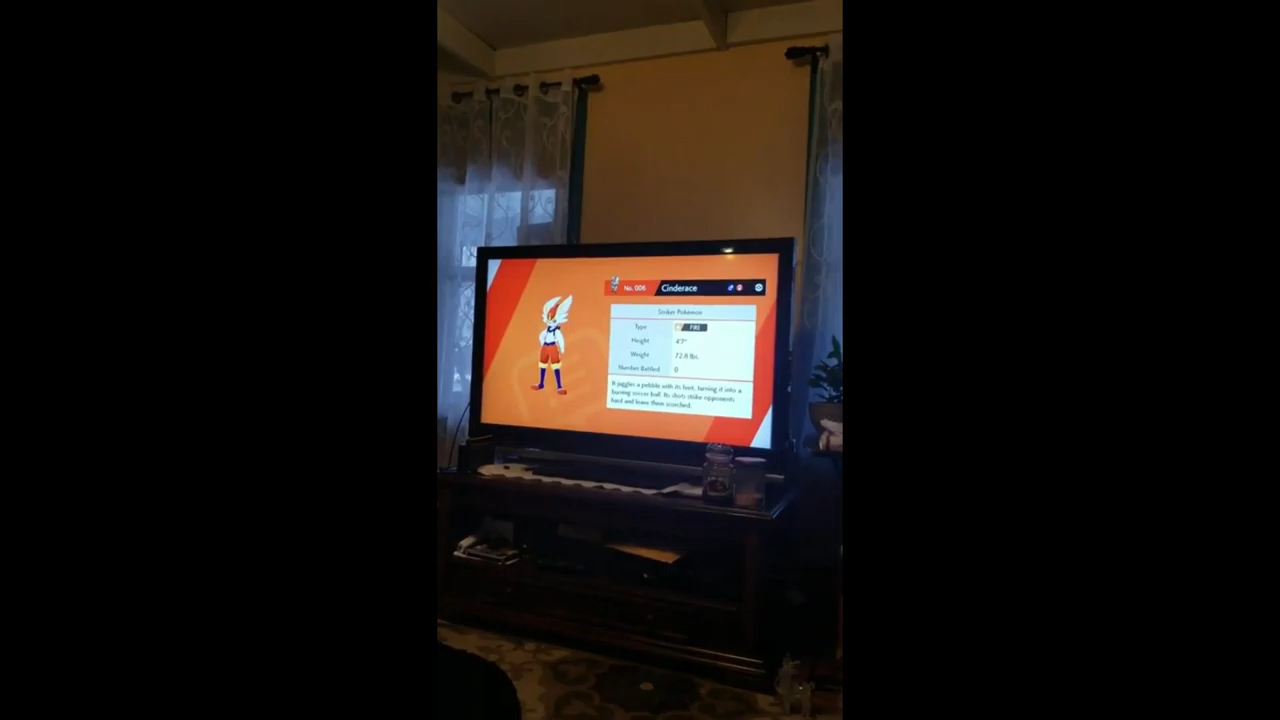 No. 006 Cinderace
Striker Pokémon
Type FIRE
Height 4'7"
Weight 72.8 lbs.
Number Battled 0
It juggles a pebble with its feet, turning it into a
burning soccer ball. Its shots strike opponents
hard and leave them scorched.